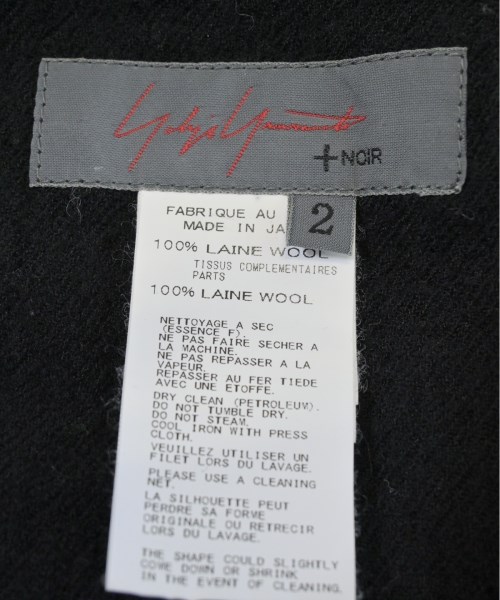 Yohji Yamamoto
+NOIR
2
FABRIQUE AU
MADE IN JA
100% LAINE WOOL
TISSUS COMPLEMENTAIRES
PARTS
100% LAINE WOOL
NETTOYAGE A SEC
(ESSENCE F).
NE PAS FAIRE SECHER A
LA MACHINE.
NE PAS REPASSER A LA
VAPEUR.
REPASSER AU FER TIEDE
AVEC UNE ETOFFE.
DRY CLEAN (PETROLEUM).
DO NOT TUMBLE DRY.
DO NOT STEAM.
COOL IRON WITH PRESS
CLOTH.
VEUILLEZ UTILISER UN
FILET LORS DU LAVAGE.
PLEASE USE A CLEANING
NET.
LA SILHOUETTE PEUT
PERDRE SA FORME
ORIGINALE OU RETRECIR
LORS DU LAVAGE.
THE SHAPE COULD SLIGHTLY
COME DOWN OR SHRINK
IN THE EVENT OF CLEANING.